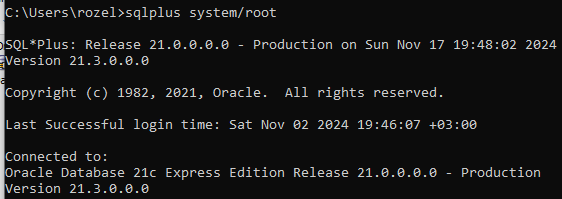 C:\Users\rozel>sqlplus system/root
SQL*Plus: Release 21.0.0.0.0 - Production on Sun Nov 17 19:48:02 2024
Version 21.3.0.0.0
Copyright (c) 1982, 2021, Oracle.  All rights reserved.
Last Successful login time: Sat Nov 02 2024 19:46:07 +03:00
Connected to:
Oracle Database 21c Express Edition Release 21.0.0.0.0 - Production
Version 21.3.0.0.0